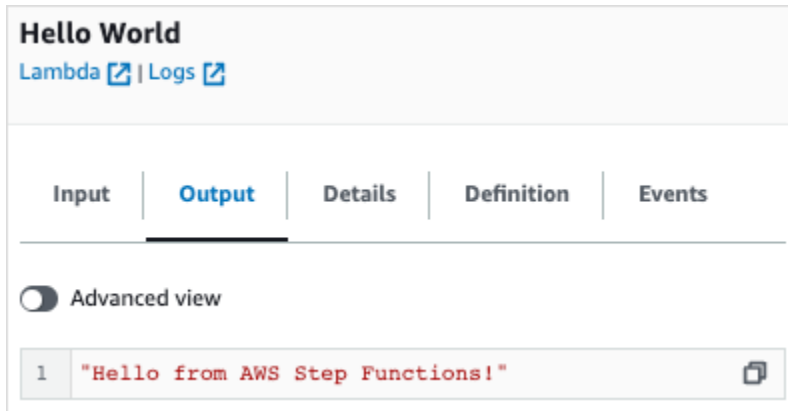 Hello World
Lambda | Logs
Input Output Details Definition Events
Advanced view
1 "Hello from AWS Step Functions!"